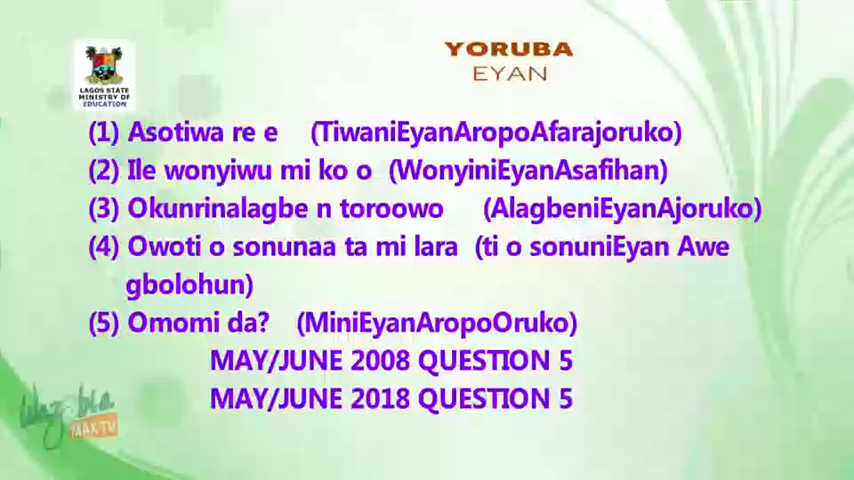 YORUBA
EYAN
LAGOS STATE
MINISTRY OF
EDUCATION
(1) Asotiwa re e (TiwaniEyanAropoAfarajoruko)
(2) Ile wonyiwu mi ko o (WonyiniEyanAsafihan)
(3) Okunrinalagbe n toroowo (AlagbeniEyanAjoruko)
(4) Owoti o sonunaa ta mi lara (ti o sonuniEyan Awe
gbolohun)
(5) Omomi da? (MiniEyanAropoOruko)
MAY/JUNE 2008 QUESTION 5
MAY/JUNE 2018 QUESTION 5
MAX TV